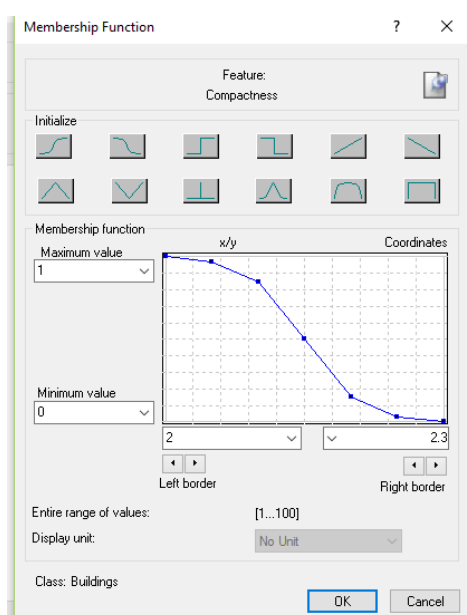 Membership Function ? ×
Feature:
Compactness
Initialize
Membership function
Maximum value
x/y
Coordinates
1
Minimum value
0
2
2.3
Left border
Right border
Entire range of values: [1...100]
Display unit: No Unit
Class: Buildings
OK Cancel